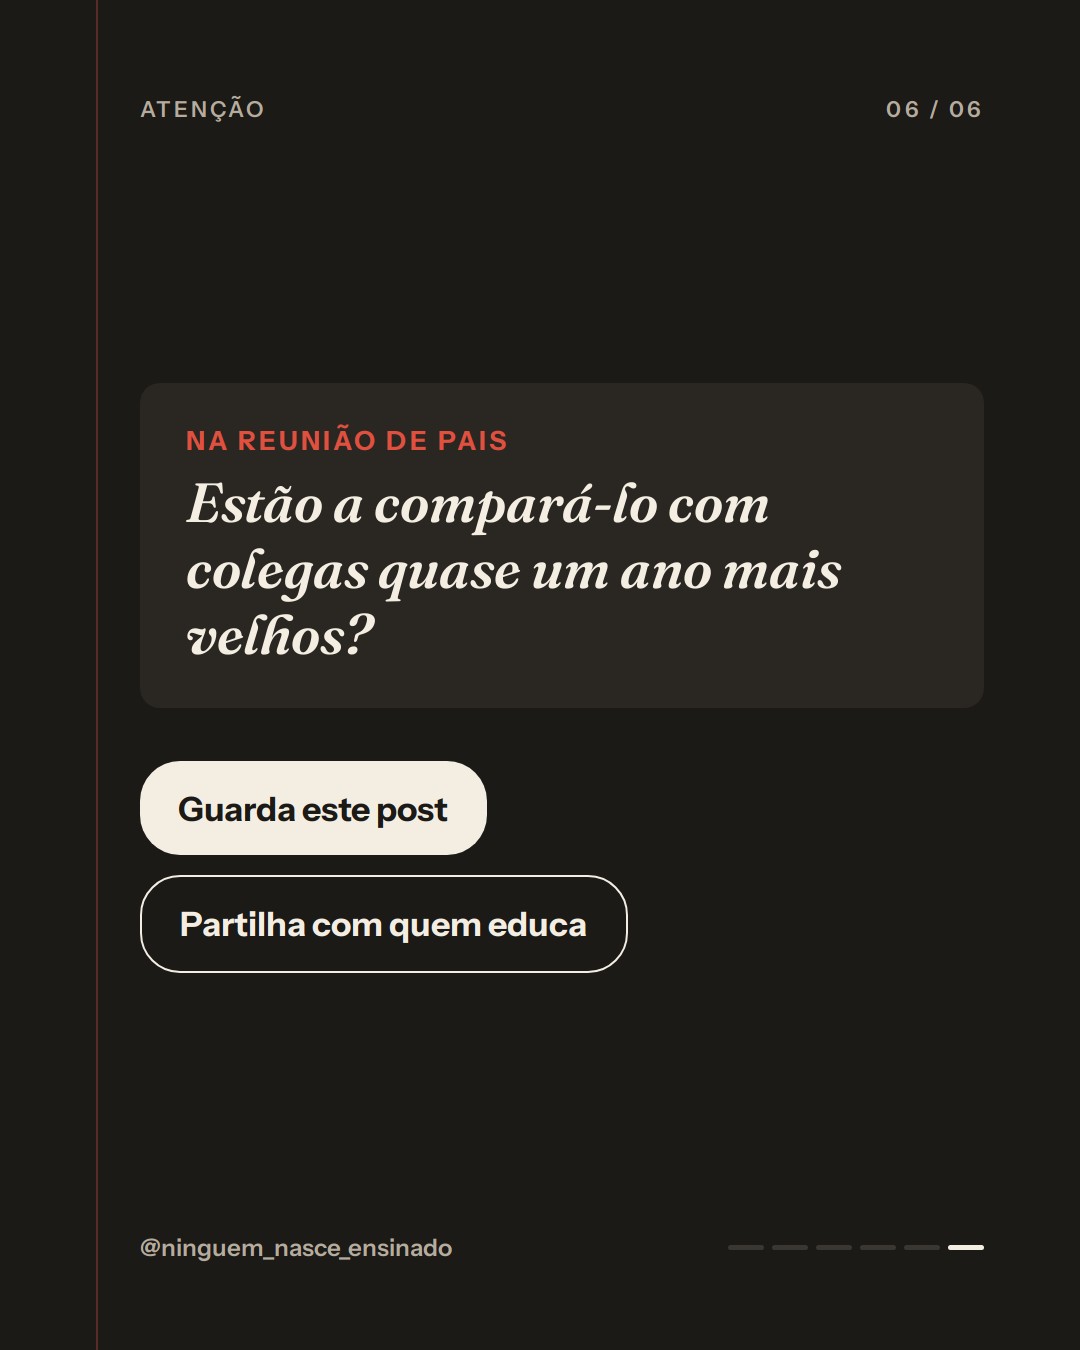 ATENÇÃO
06 / 06
NA REUNIÃO DE PAIS
Estão a compará-lo com
colegas quase um ano mais
velhos?
Guarda este post
Partilha com quem educa
@ninguem_nasce_ensinado